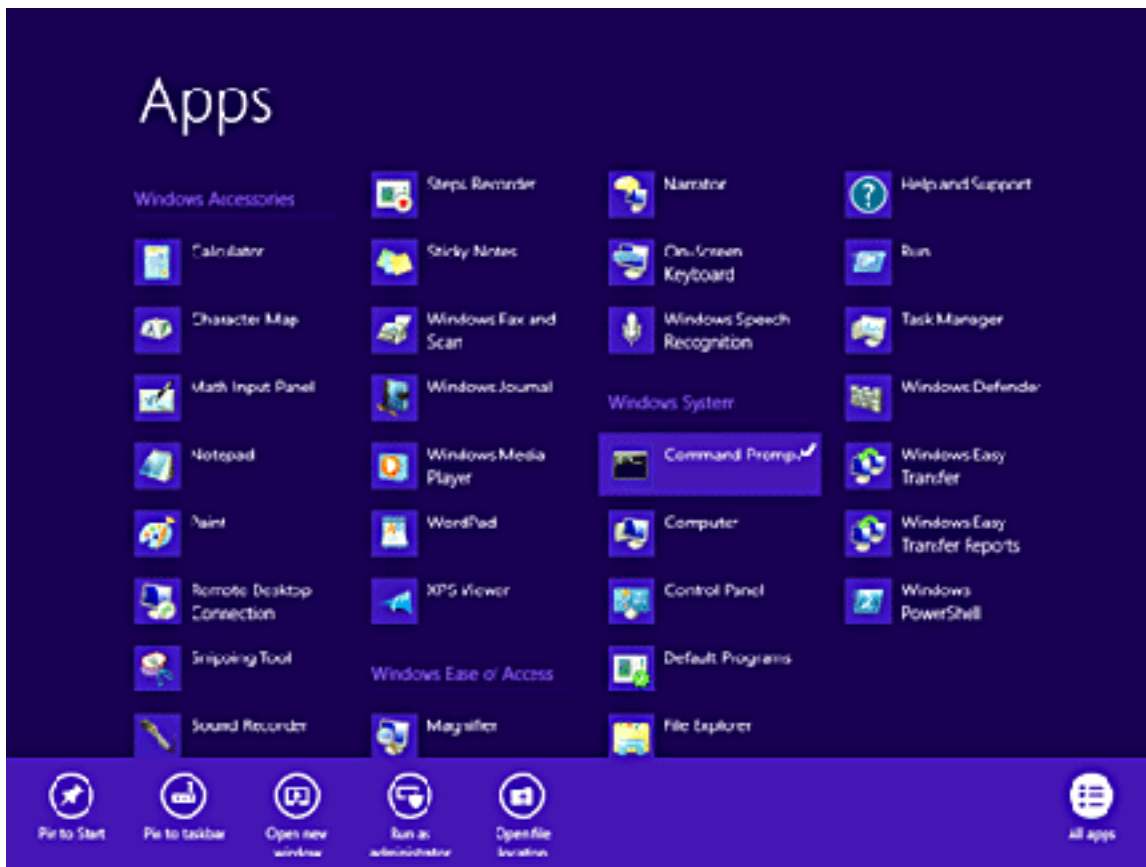 Apps
Windows Accessories
Calculator
Character Map
Math Input Panel
Notepad
Paint
Remote Desktop
Connection
Snipping Tool
Sound Recorder
Steps Recorder
Sticky Notes
Windows Fax and
Scan
Windows Journal
Windows Media
Player
WordPad
XPS Viewer
Windows Ease of Access
Magnifier
Narrator
On-Screen
Keyboard
Windows Speech
Recognition
Windows System
Command Prompt
Computer
Control Panel
Default Programs
File Explorer
Help and Support
Run
Task Manager
Windows Defender
Windows Easy
Transfer
Windows Easy
Transfer Reports
Windows
PowerShell
Pin to Start
Pin to taskbar
Open new
window
Run as
administrator
Open file
location
All apps